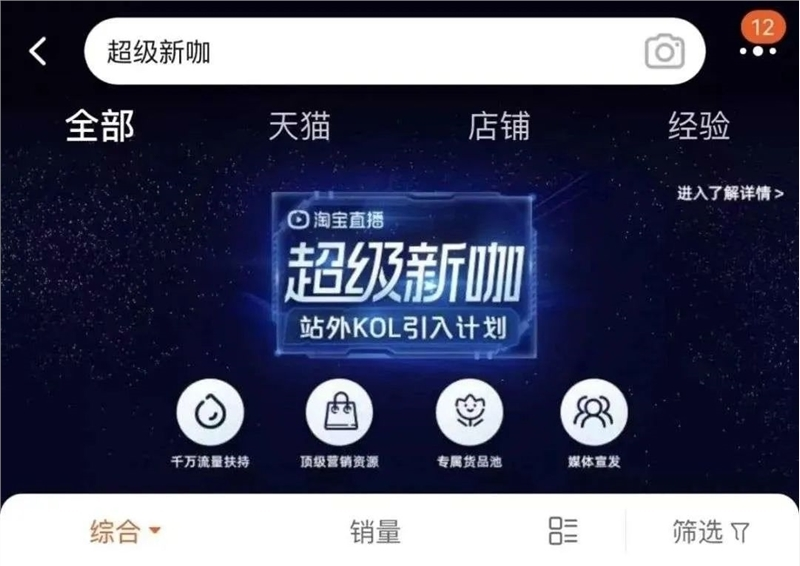 超级新咖
12
全部 天猫 店铺 经验
进入了解详情>
淘宝直播
超级新咖
站外KOL引入计划
千万流量扶持 顶级营销资源 专属货品池 媒体宣发
综合 销量 筛选